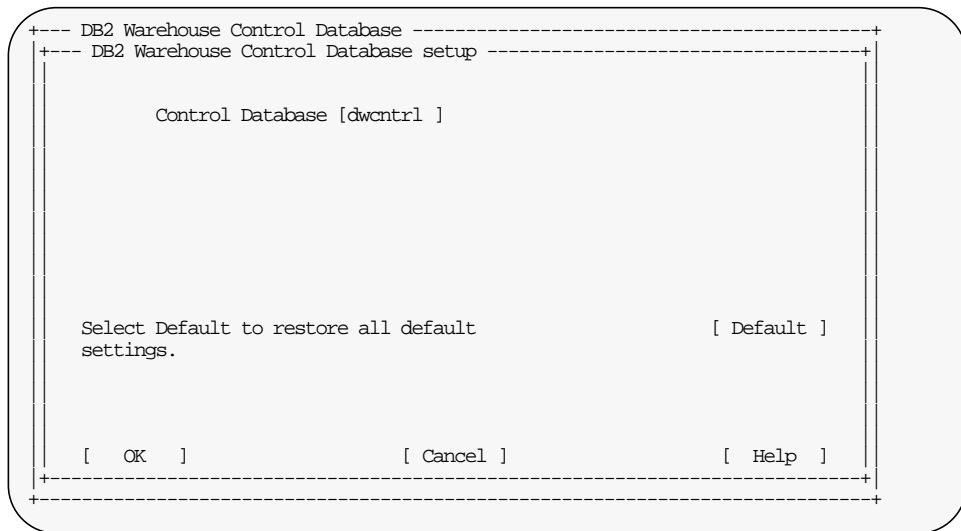 +--- DB2 Warehouse Control Database -------------------------------------------+
|+--- DB2 Warehouse Control Database setup -----------------------------------+|
Control Database [dwcntrl ]
Select Default to restore all default [ Default ]
settings.
[ OK ] [ Cancel ] [ Help ]